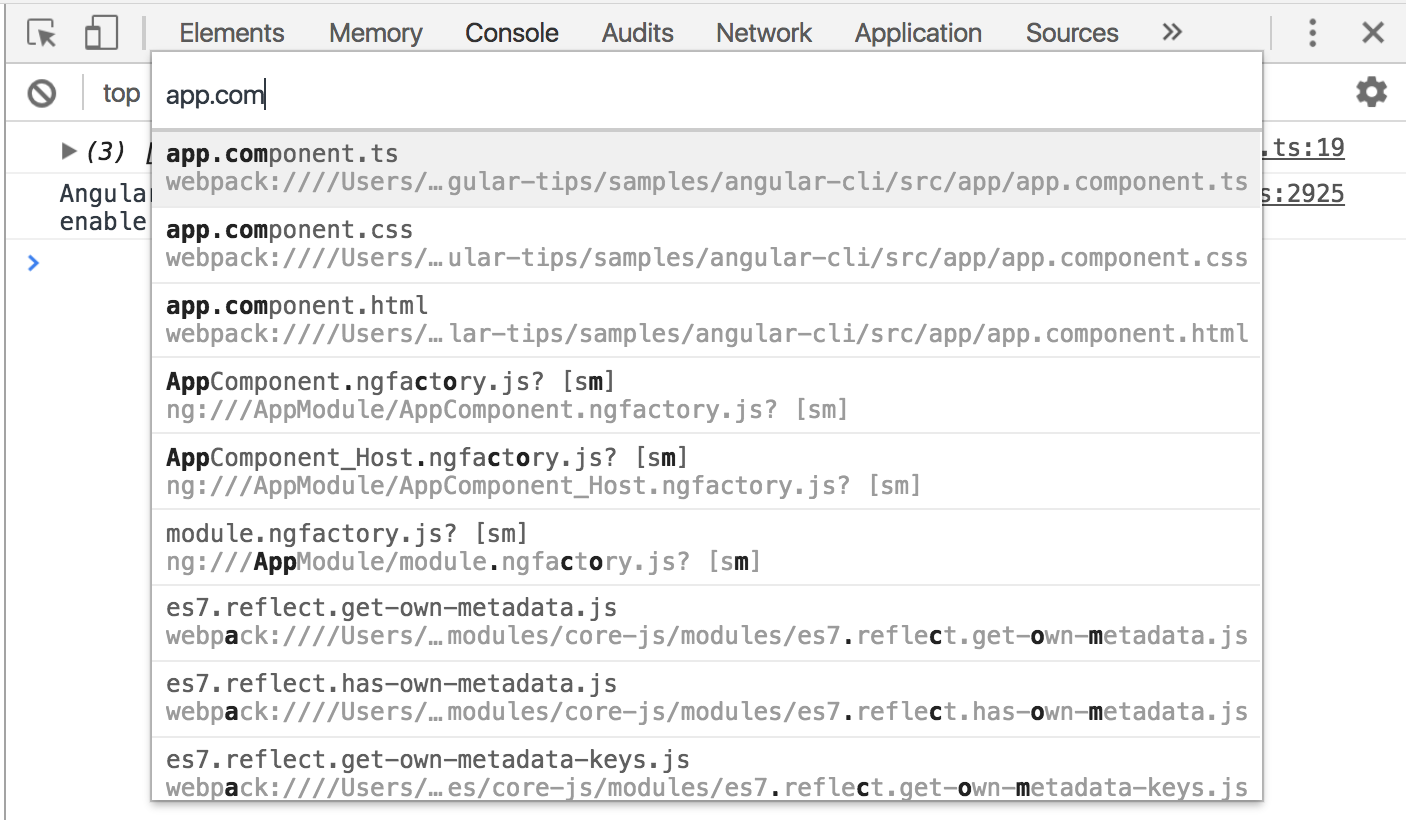 Elements Memory Console Audits Network Application Sources »
top
app.com
(3) [
.ts:19
Angular
s:2925
enable
app.component.ts
webpack:////Users/…gular-tips/samples/angular-cli/src/app/app.component.ts
app.component.css
webpack:////Users/…ular-tips/samples/angular-cli/src/app/app.component.css
app.component.html
webpack:////Users/…lar-tips/samples/angular-cli/src/app/app.component.html
AppComponent.ngfactory.js? [sm]
ng:///AppModule/AppComponent.ngfactory.js? [sm]
AppComponent_Host.ngfactory.js? [sm]
ng:///AppModule/AppComponent_Host.ngfactory.js? [sm]
module.ngfactory.js? [sm]
ng:///AppModule/module.ngfactory.js? [sm]
es7.reflect.get-own-metadata.js
webpack:////Users/…modules/core-js/modules/es7.reflect.get-own-metadata.js
es7.reflect.has-own-metadata.js
webpack:////Users/…modules/core-js/modules/es7.reflect.has-own-metadata.js
es7.reflect.get-own-metadata-keys.js
webpack:////Users/…es/core-js/modules/es7.reflect.get-own-metadata-keys.js